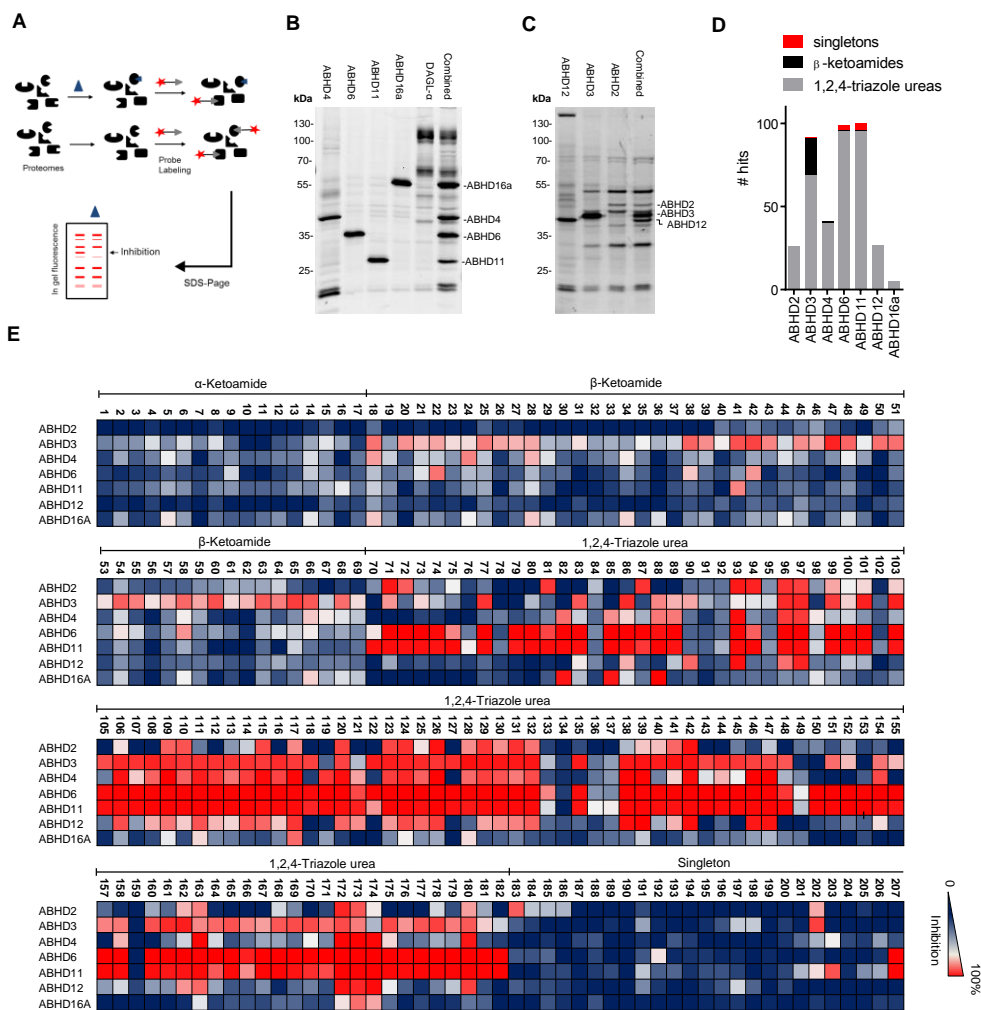 A
B
C
D
Proteomes
Probe
Labeling
In gel fluorescence
Inhibition
SDS-Page
ABHD4
ABHD6
ABHD11
ABHD16a
DAGL-α
Combined
kDa
130-
100-
70-
55-
35-
25-
-ABHD16a
-ABHD4
-ABHD6
-ABHD11
ABHD12
ABHD3
ABHD2
Combined
kDa
130-
100-
70-
55-
35-
25-
-ABHD2
-ABHD3
ABHD12
singletons
β-ketoamides
1,2,4-triazole ureas
# hits
100
50
0
ABHD2
ABHD3
ABHD4
ABHD6
ABHD11
ABHD12
ABHD16a
E
α-Ketoamide β-Ketoamide
1 2 3 4 5 6 7 8 9 10 11 12 13 14 15 16 17 18 19 20 21 22 23 24 25 26 27 28 29 30 31 32 33 34 35 36 37 38 39 40 41 42 43 44 45 46 47 48 49 50 51
ABHD2
ABHD3
ABHD4
ABHD6
ABHD11
ABHD12
ABHD16A
β-Ketoamide 1,2,4-Triazole urea
53 54 55 56 57 58 59 60 61 62 63 64 65 66 67 68 69 70 71 72 73 74 75 76 77 78 79 80 81 82 83 84 85 86 87 88 89 90 91 92 93 94 95 96 97 98 99 100 101 102 103
ABHD2
ABHD3
ABHD4
ABHD6
ABHD11
ABHD12
ABHD16A
1,2,4-Triazole urea
105 106 107 108 109 110 111 112 113 114 115 116 117 118 119 120 121 122 123 124 125 126 127 128 129 130 131 132 133 134 135 136 137 138 139 140 141 142 143 144 145 146 147 148 149 150 151 152 153 154 155
ABHD2
ABHD3
ABHD4
ABHD6
ABHD11
ABHD12
ABHD16A
1,2,4-Triazole urea Singleton
157 158 159 160 161 162 163 164 165 166 167 168 169 170 171 172 173 174 175 176 177 178 179 180 181 182 183 184 185 186 187 188 189 190 191 192 193 194 195 196 197 198 199 200 201 202 203 204 205 206 207
ABHD2
ABHD3
ABHD4
ABHD6
ABHD11
ABHD12
ABHD16A
0
Inhibition
100%